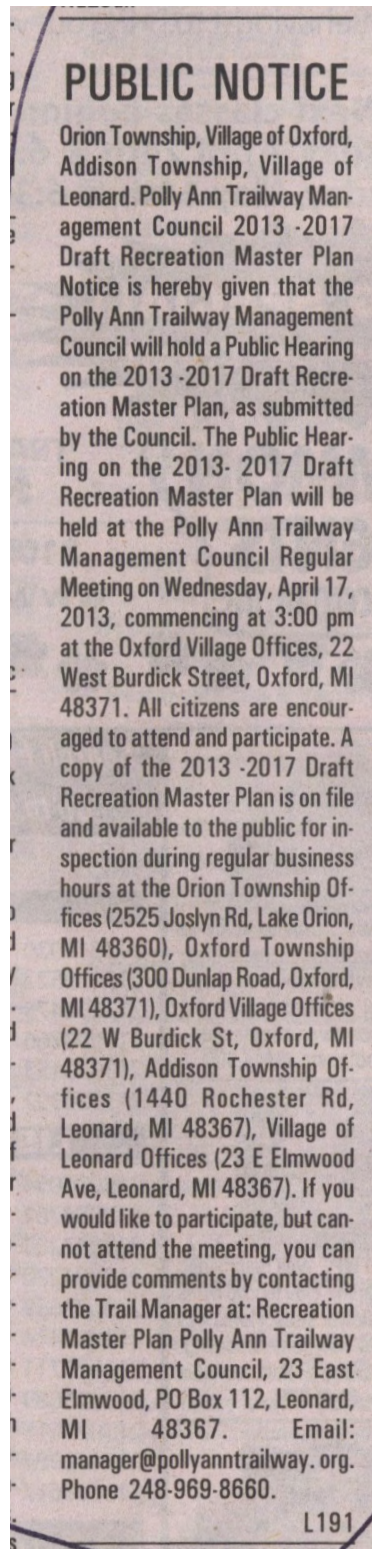 PUBLIC NOTICE
Orion Township, Village of Oxford,
Addison Township, Village of
Leonard. Polly Ann Trailway Man-
agement Council 2013 -2017
Draft Recreation Master Plan
Notice is hereby given that the
Polly Ann Trailway Management
Council will hold a Public Hearing
on the 2013 -2017 Draft Recre-
ation Master Plan, as submitted
by the Council. The Public Hear-
ing on the 2013- 2017 Draft
Recreation Master Plan will be
held at the Polly Ann Trailway
Management Council Regular
Meeting on Wednesday, April 17,
2013, commencing at 3:00 pm
at the Oxford Village Offices, 22
West Burdick Street, Oxford, MI
48371. All citizens are encour-
aged to attend and participate. A
copy of the 2013 -2017 Draft
Recreation Master Plan is on file
and available to the public for in-
spection during regular business
hours at the Orion Township Of-
fices (2525 Joslyn Rd, Lake Orion,
MI 48360), Oxford Township
Offices (300 Dunlap Road, Oxford,
MI 48371), Oxford Village Offices
(22 W Burdick St, Oxford, MI
48371), Addison Township Of-
fices (1440 Rochester Rd,
Leonard, MI 48367), Village of
Leonard Offices (23 E Elmwood
Ave, Leonard, MI 48367). If you
would like to participate, but can-
not attend the meeting, you can
provide comments by contacting
the Trail Manager at: Recreation
Master Plan Polly Ann Trailway
Management Council, 23 East
Elmwood, PO Box 112, Leonard,
MI 48367. Email:
manager@pollyanntrailway. org.
Phone 248-969-8660.
L191